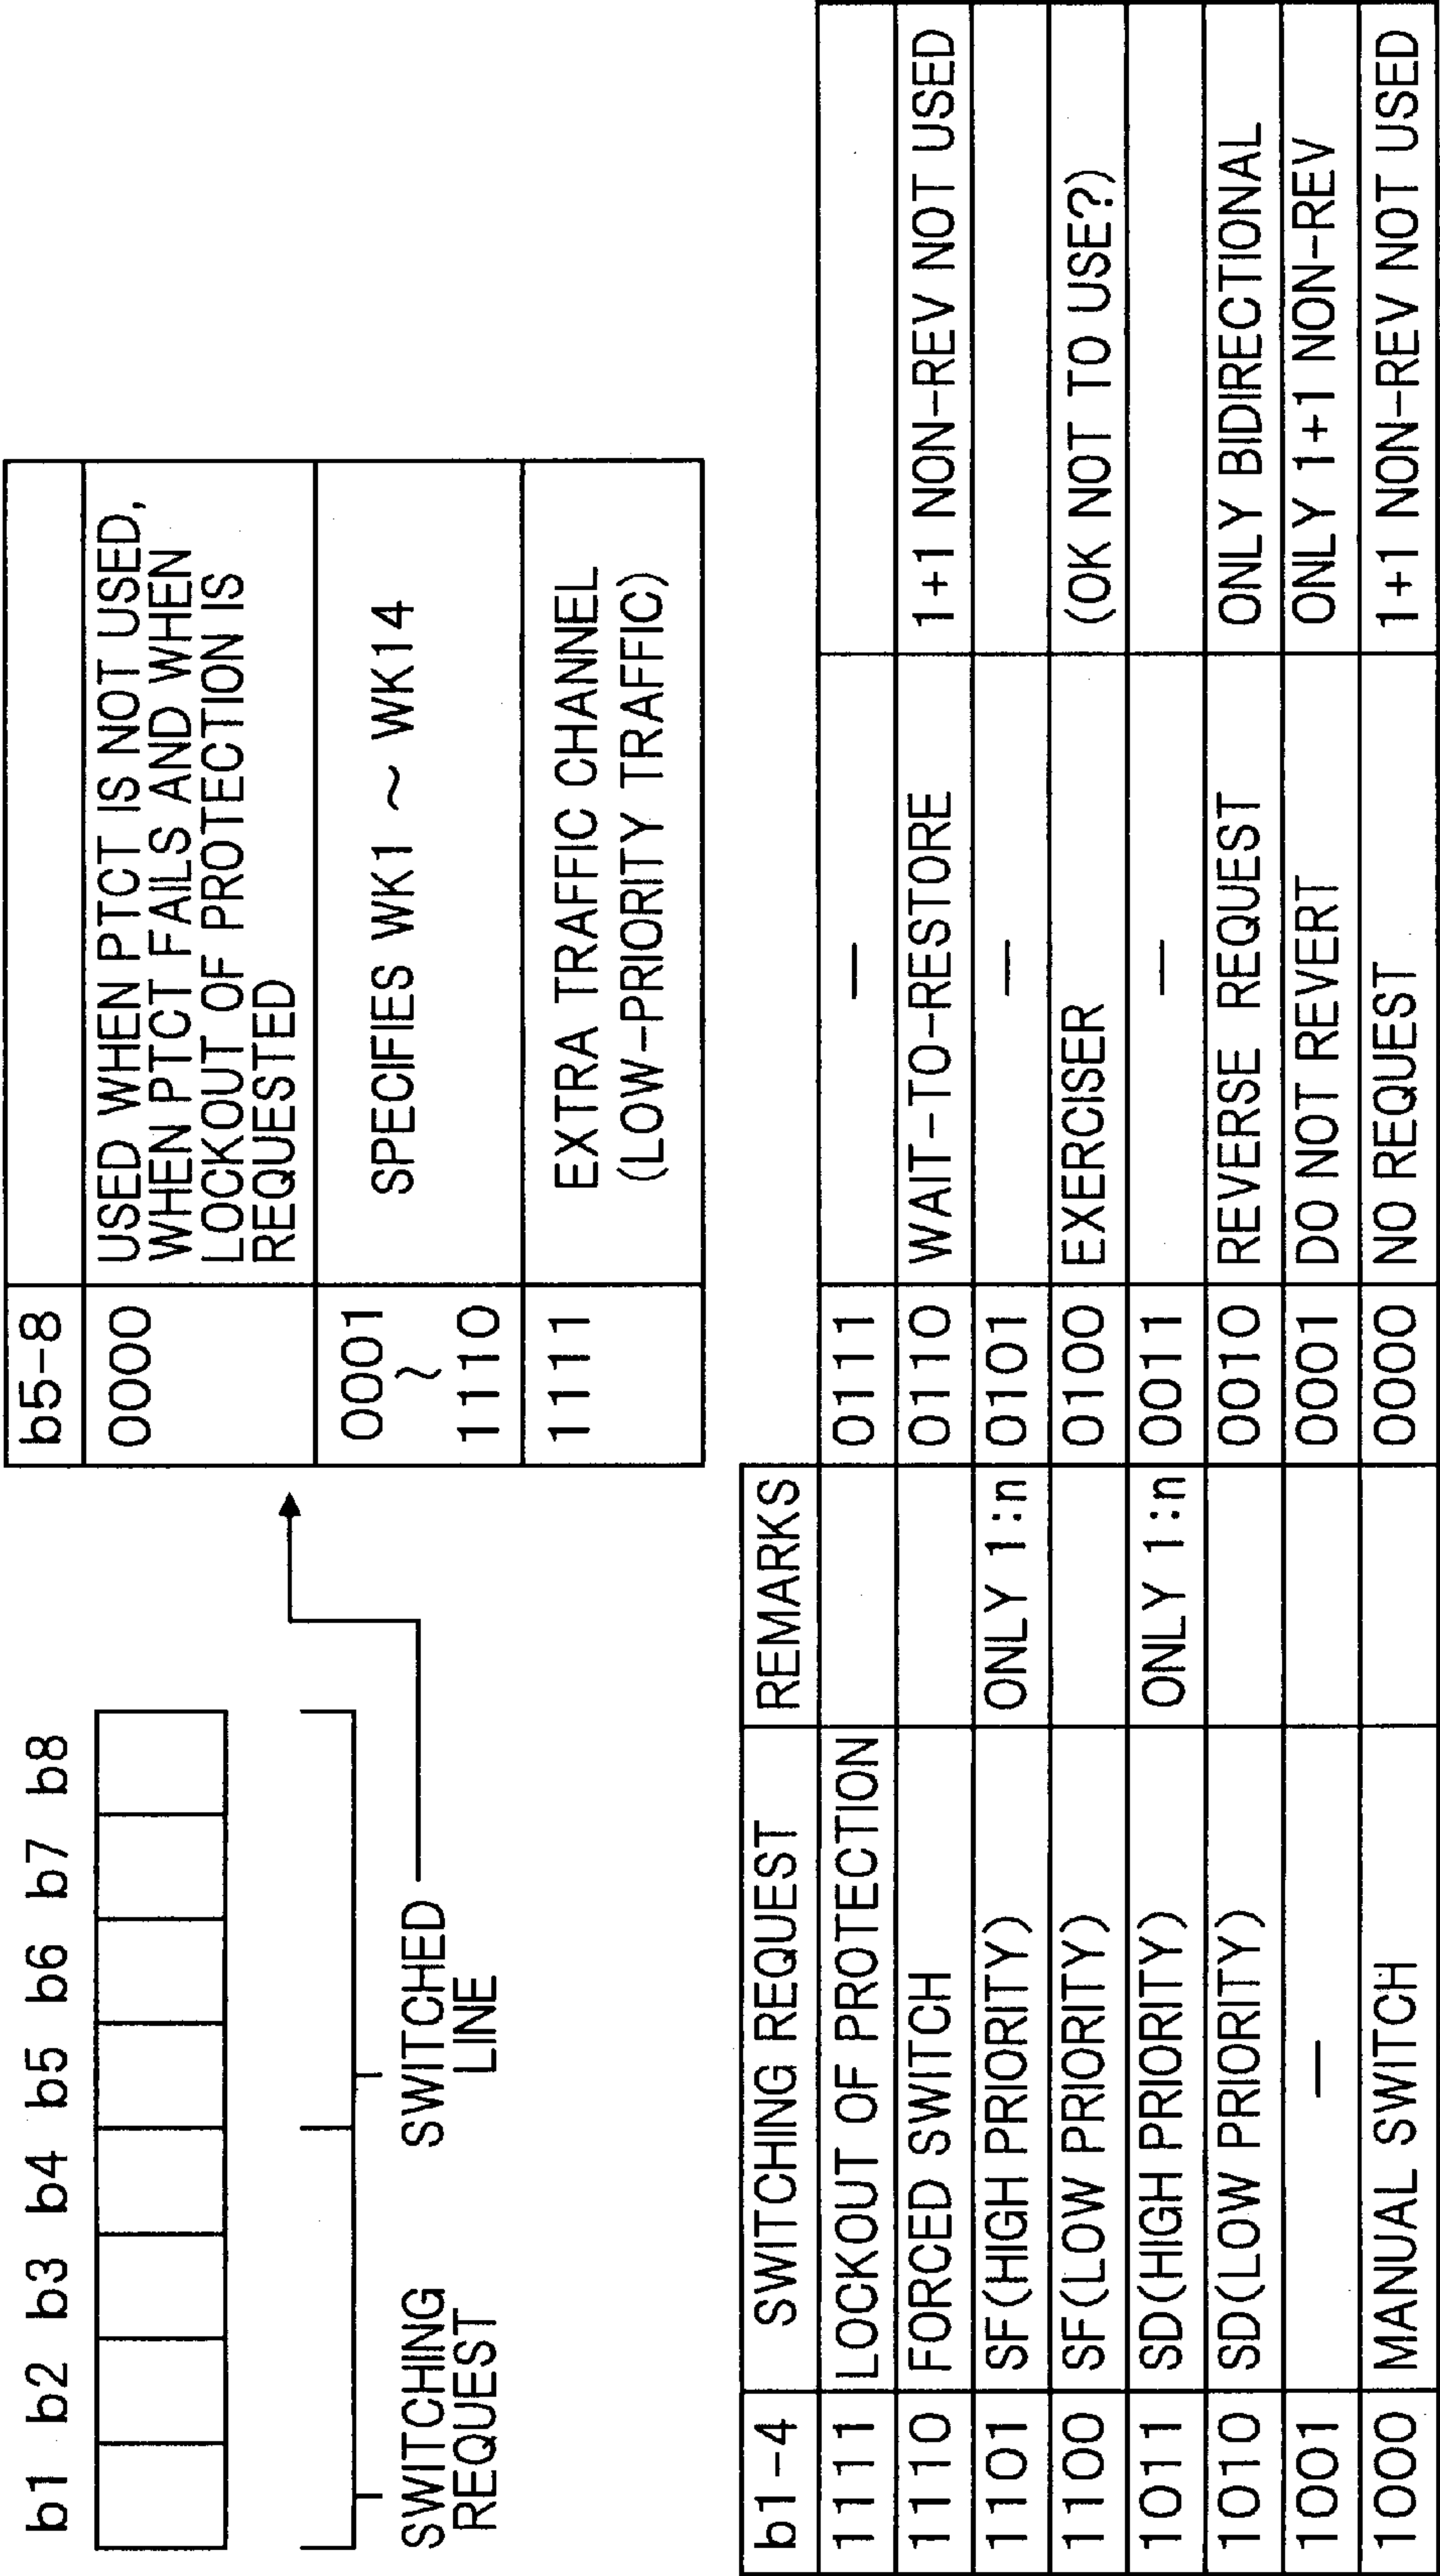 b1 b2 b3 b4 b5 b6 b7 b8
SWITCHING
REQUEST
SWITCHED
LINE
b5-8
0000 USED WHEN PTCT IS NOT USED,
WHEN PTCT FAILS AND WHEN
LOCKOUT OF PROTECTION IS
REQUESTED
0001
~
1110
SPECIFIES WK1 ~ WK14
1111 EXTRA TRAFFIC CHANNEL
(LOW-PRIORITY TRAFFIC)
b1-4 SWITCHING REQUEST REMARKS
1111 LOCKOUT OF PROTECTION 0111 —
1110 FORCED SWITCH 0110 WAIT-TO-RESTORE 1+1 NON-REV NOT USED
1101 SF(HIGH PRIORITY) ONLY 1:n 0101 —
1100 SF(LOW PRIORITY) 0100 EXERCISER (OK NOT TO USE?)
1011 SD(HIGH PRIORITY) ONLY 1:n 0011 —
1010 SD(LOW PRIORITY) 0010 REVERSE REQUEST ONLY BIDIRECTIONAL
1001 — 0001 DO NOT REVERT ONLY 1+1 NON-REV
1000 MANUAL SWITCH 0000 NO REQUEST 1+1 NON-REV NOT USED